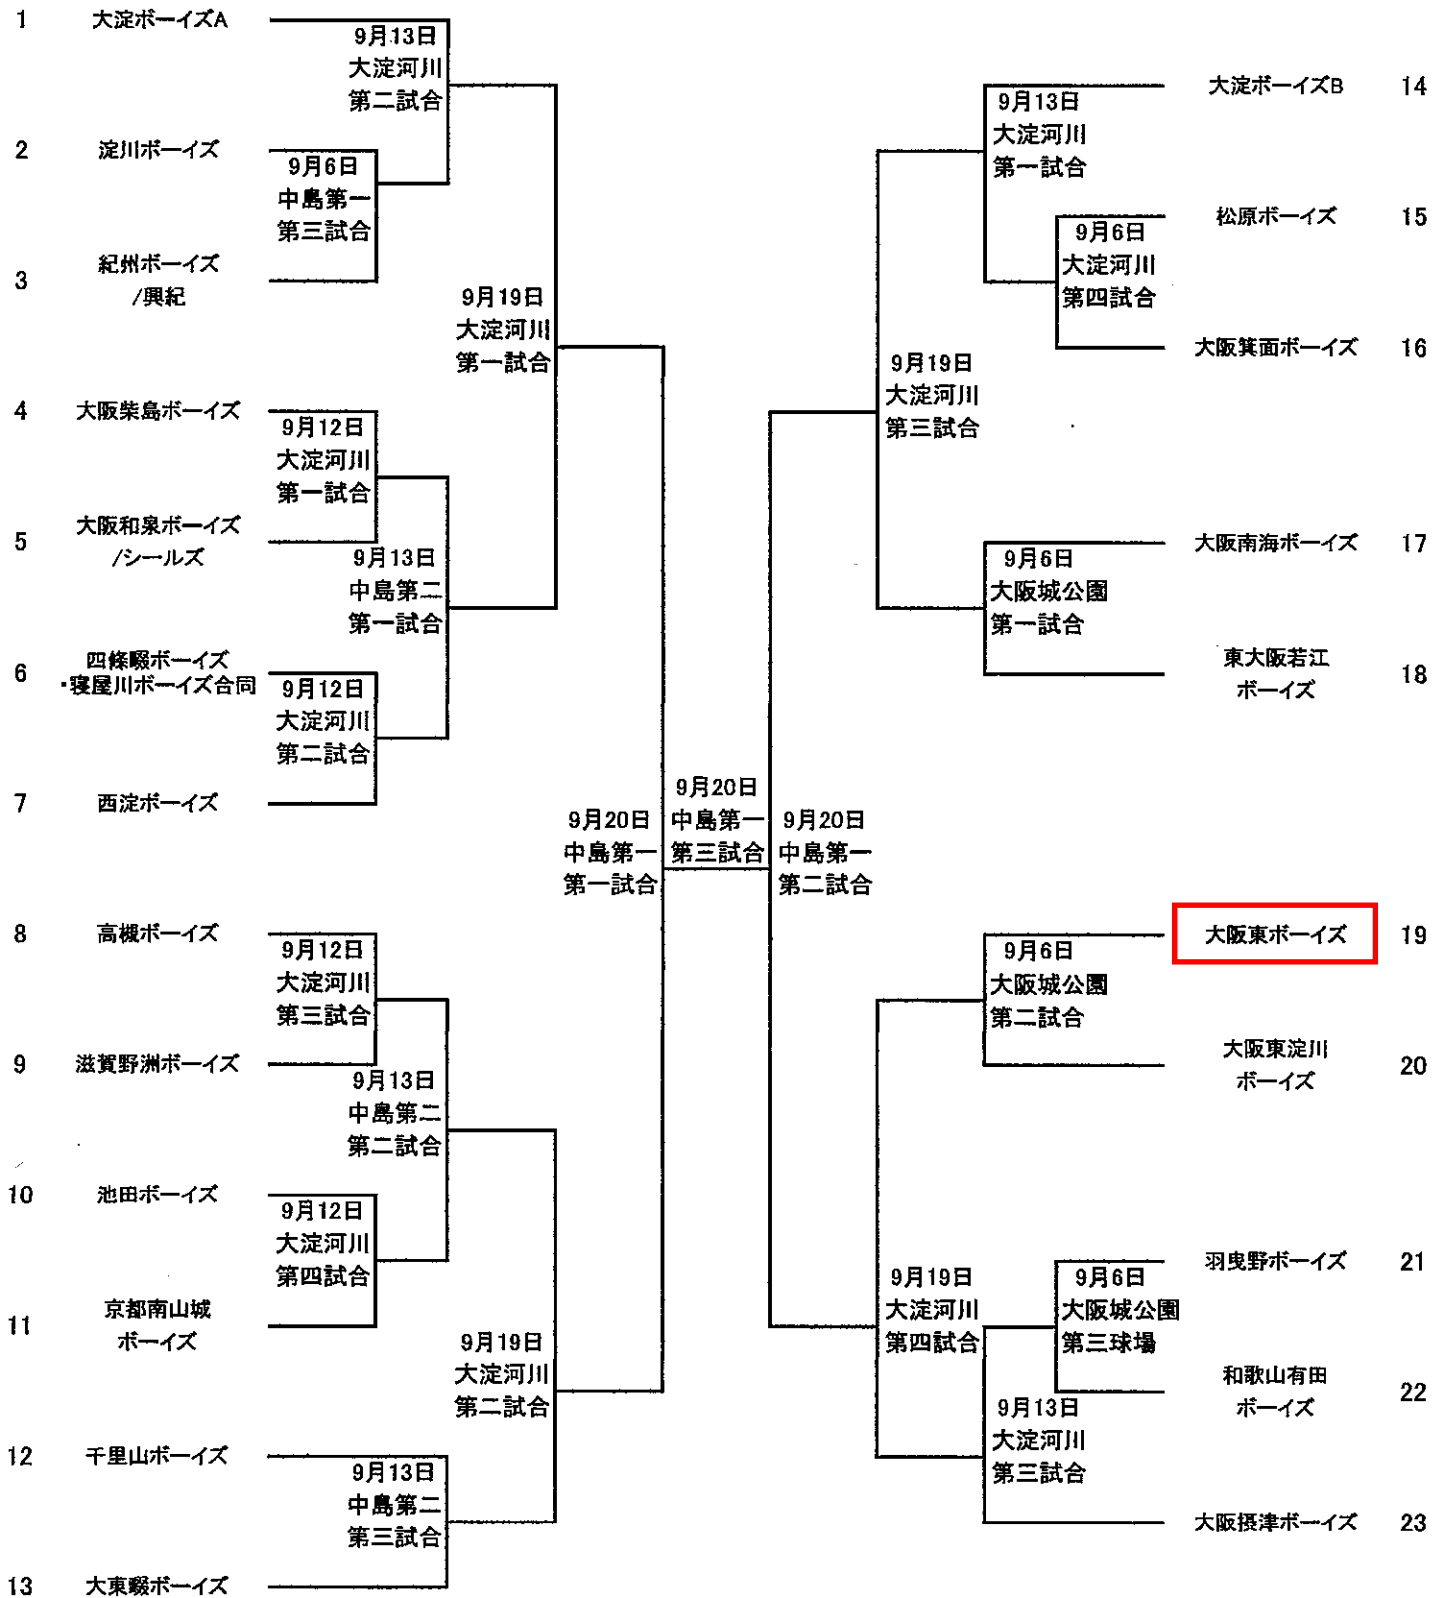 1 大淀ボーイズA
9月13日
大淀河川
第二試合
2 淀川ボーイズ
9月6日
中島第一
第三試合
3 紀州ボーイズ
/興紀
9月19日
大淀河川
第一試合
4 大阪柴島ボーイズ
9月12日
大淀河川
第一試合
5 大阪和泉ボーイズ
/シールズ
9月13日
中島第二
第一試合
6 四條畷ボーイズ
・寝屋川ボーイズ合同
9月12日
大淀河川
第二試合
7 西淀ボーイズ
9月20日
中島第一
第一試合
8 高槻ボーイズ
9月12日
大淀河川
第三試合
9 滋賀野洲ボーイズ
9月13日
中島第二
第二試合
10 池田ボーイズ
9月12日
大淀河川
第四試合
11 京都南山城
ボーイズ
9月19日
大淀河川
第二試合
12 千里山ボーイズ
9月13日
中島第二
第三試合
13 大東畷ボーイズ
9月20日
中島第一
第三試合
大淀ボーイズB 14
9月13日
大淀河川
第一試合
松原ボーイズ 15
9月6日
大淀河川
第四試合
大阪箕面ボーイズ 16
9月19日
大淀河川
第三試合
大阪南海ボーイズ 17
9月6日
大阪城公園
第一試合
東大阪若江
ボーイズ 18
9月20日
中島第一
第二試合
大阪東ボーイズ 19
9月6日
大阪城公園
第二試合
大阪東淀川
ボーイズ 20
羽曳野ボーイズ 21
9月6日
大阪城公園
第三球場
9月19日
大淀河川
第四試合
和歌山有田
ボーイズ 22
9月13日
大淀河川
第三試合
大阪摂津ボーイズ 23